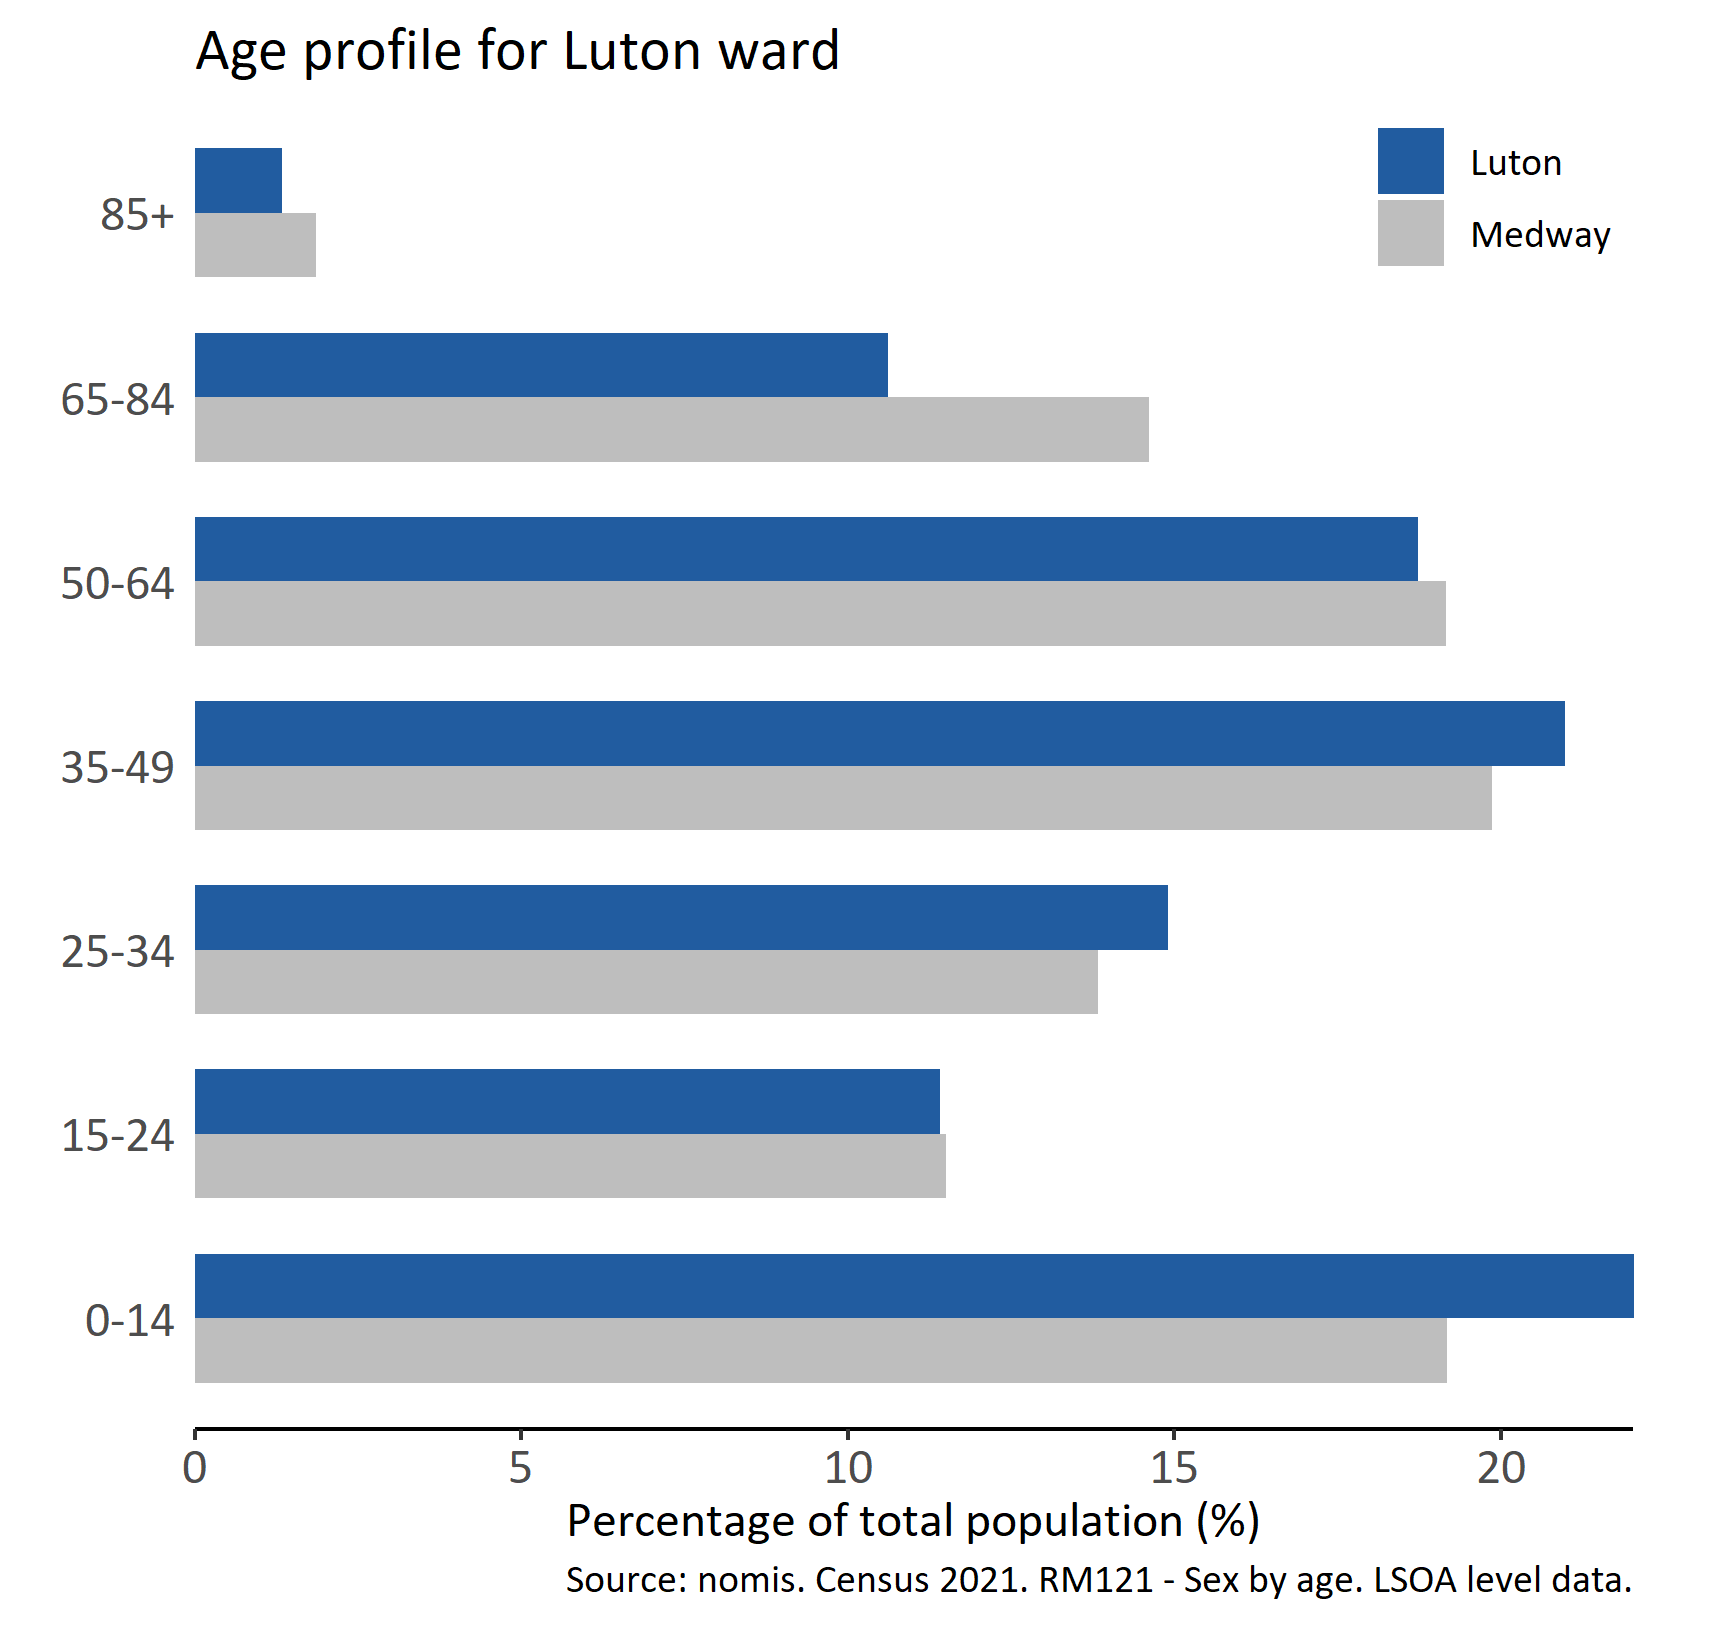 Age profile for Luton ward
Luton
Medway
85+
65-84
50-64
35-49
25-34
15-24
0-14
0 5 10 15 20
Percentage of total population (%)
Source: nomis. Census 2021. RM121 - Sex by age. LSOA level data.